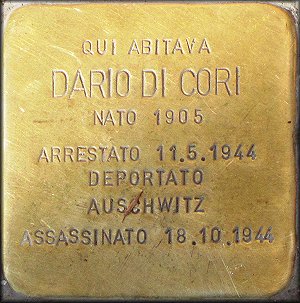 QUI ABITAVA
DARIO DI CORI
NATO 1905
ARRESTATO 11.5.1944
DEPORTATO
AUSCHWITZ
ASSASSINATO 18.10.1944